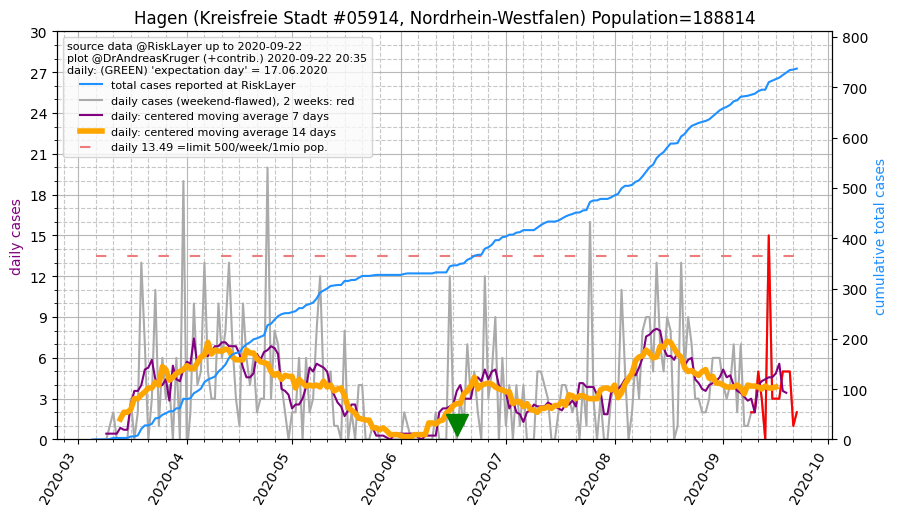 Hagen (Kreisfreie Stadt #05914, Nordrhein-Westfalen) Population=188814
source data @RiskLayer up to 2020-09-22
plot @DrAndreasKruger (+contrib.) 2020-09-22 20:35
daily: (GREEN) 'expectation day' = 17.06.2020
total cases reported at RiskLayer
daily cases (weekend-flawed), 2 weeks: red
daily: centered moving average 7 days
daily: centered moving average 14 days
daily 13.49 =limit 500/week/1mio pop.
daily cases
30
27
24
21
18
15
12
9
6
3
0
cumulative total cases
800
700
600
500
400
300
200
100
0
2020-03
2020-04
2020-05
2020-06
2020-07
2020-08
2020-09
2020-10